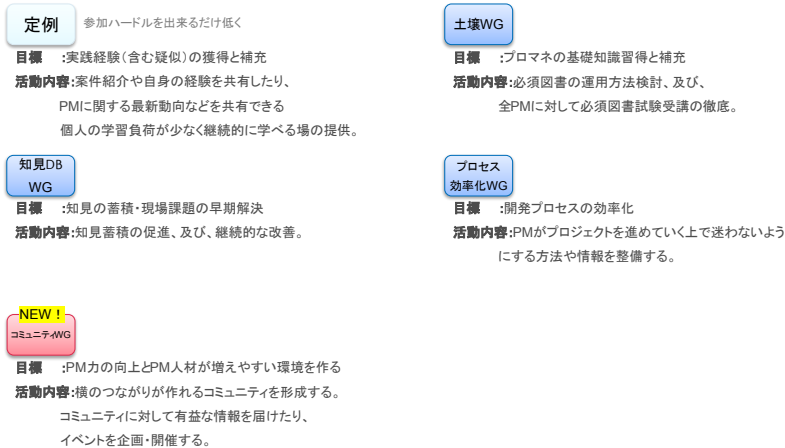 定例
参加ハードルを出来るだけ低く
目標　:実践経験(含む疑似)の獲得と補充
活動内容:案件紹介や自身の経験を共有したり、
PMに関する最新動向などを共有できる
個人の学習負荷が少なく継続的に学べる場の提供。
土壌WG
目標　:プロマネの基礎知識習得と補充
活動内容:必須図書の運用方法検討、及び、
全PMに対して必須図書試験受講の徹底。
知見DB
WG
目標　:知見の蓄積・現場課題の早期解決
活動内容:知見蓄積の促進、及び、継続的な改善。
プロセス
効率化WG
目標　:開発プロセスの効率化
活動内容:PMがプロジェクトを進めていく上で迷わないよう
にする方法や情報を整備する。
NEW！
コミュニティWG
目標　:PM力の向上とPM人材が増えやすい環境を作る
活動内容:横のつながりが作れるコミュニティを形成する。
コミュニティに対して有益な情報を届けたり、
イベントを企画・開催する。